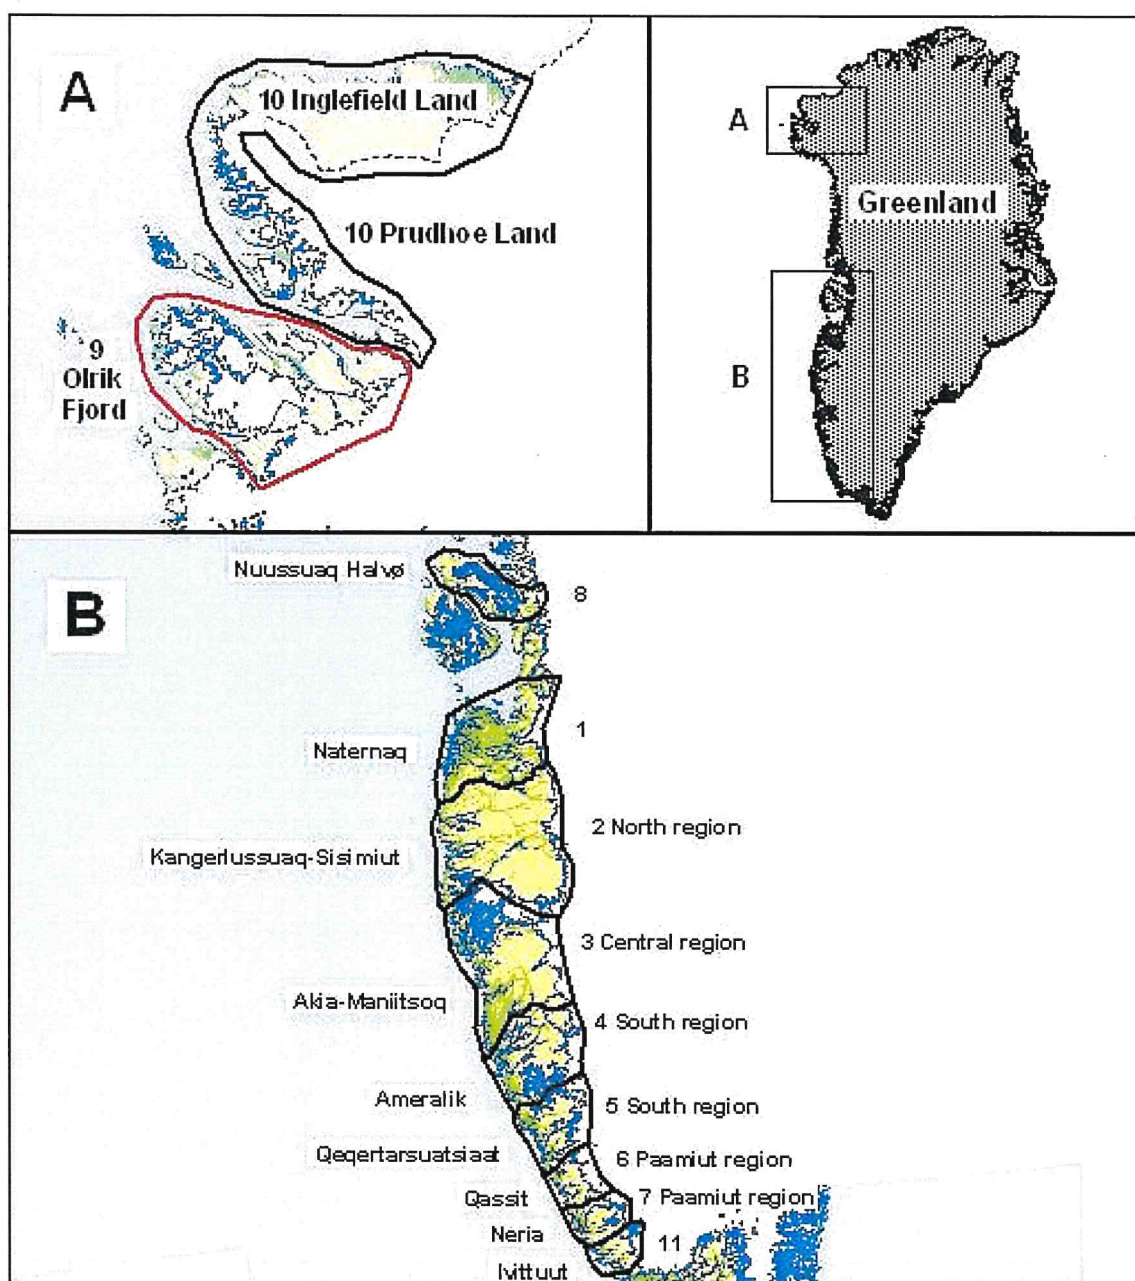 A
10 Inglefield Land
10 Prudhoe Land
9
Olrik
Fjord
A
Greenland
B
B
Nuussuaq Halvø
8
1
Naternaq
2 North region
Kangerlussuaq-Sisimiut
3 Central region
Akia-Maniitsoq
4 South region
Ameralik
5 South region
Qeqertarsuatsiaat
6 Paamiut region
Qassit
7 Paamiut region
Neria
11
Ivittuut